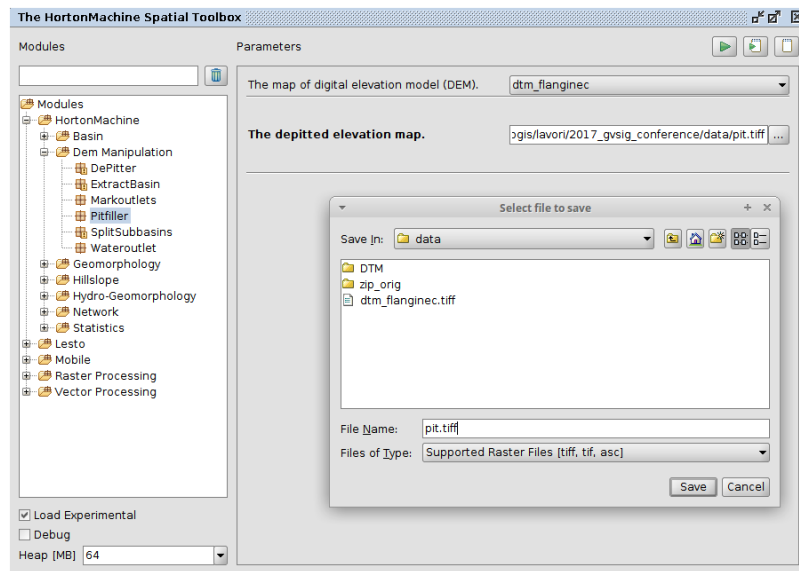 The HortonMachine Spatial Toolbox
Modules
Parameters
The map of digital elevation model (DEM).
dtm_flanginec
The depitted elevation map.
ogis/lavori/2017_gvsig_conference/data/pit.tiff
...
Modules
HortonMachine
Basin
Dem Manipulation
DePitter
ExtractBasin
Markoutlets
Pitfiller
SplitSubbasins
Wateroutlet
Geomorphology
Hillslope
Hydro-Geomorphology
Network
Statistics
Lesto
Mobile
Raster Processing
Vector Processing
Load Experimental
Debug
Heap [MB] 64
Select file to save
Save In: data
DTM
zip_orig
dtm_flanginec.tiff
File Name: pit.tiff
Files of Type: Supported Raster Files [tiff, tif, asc]
Save Cancel